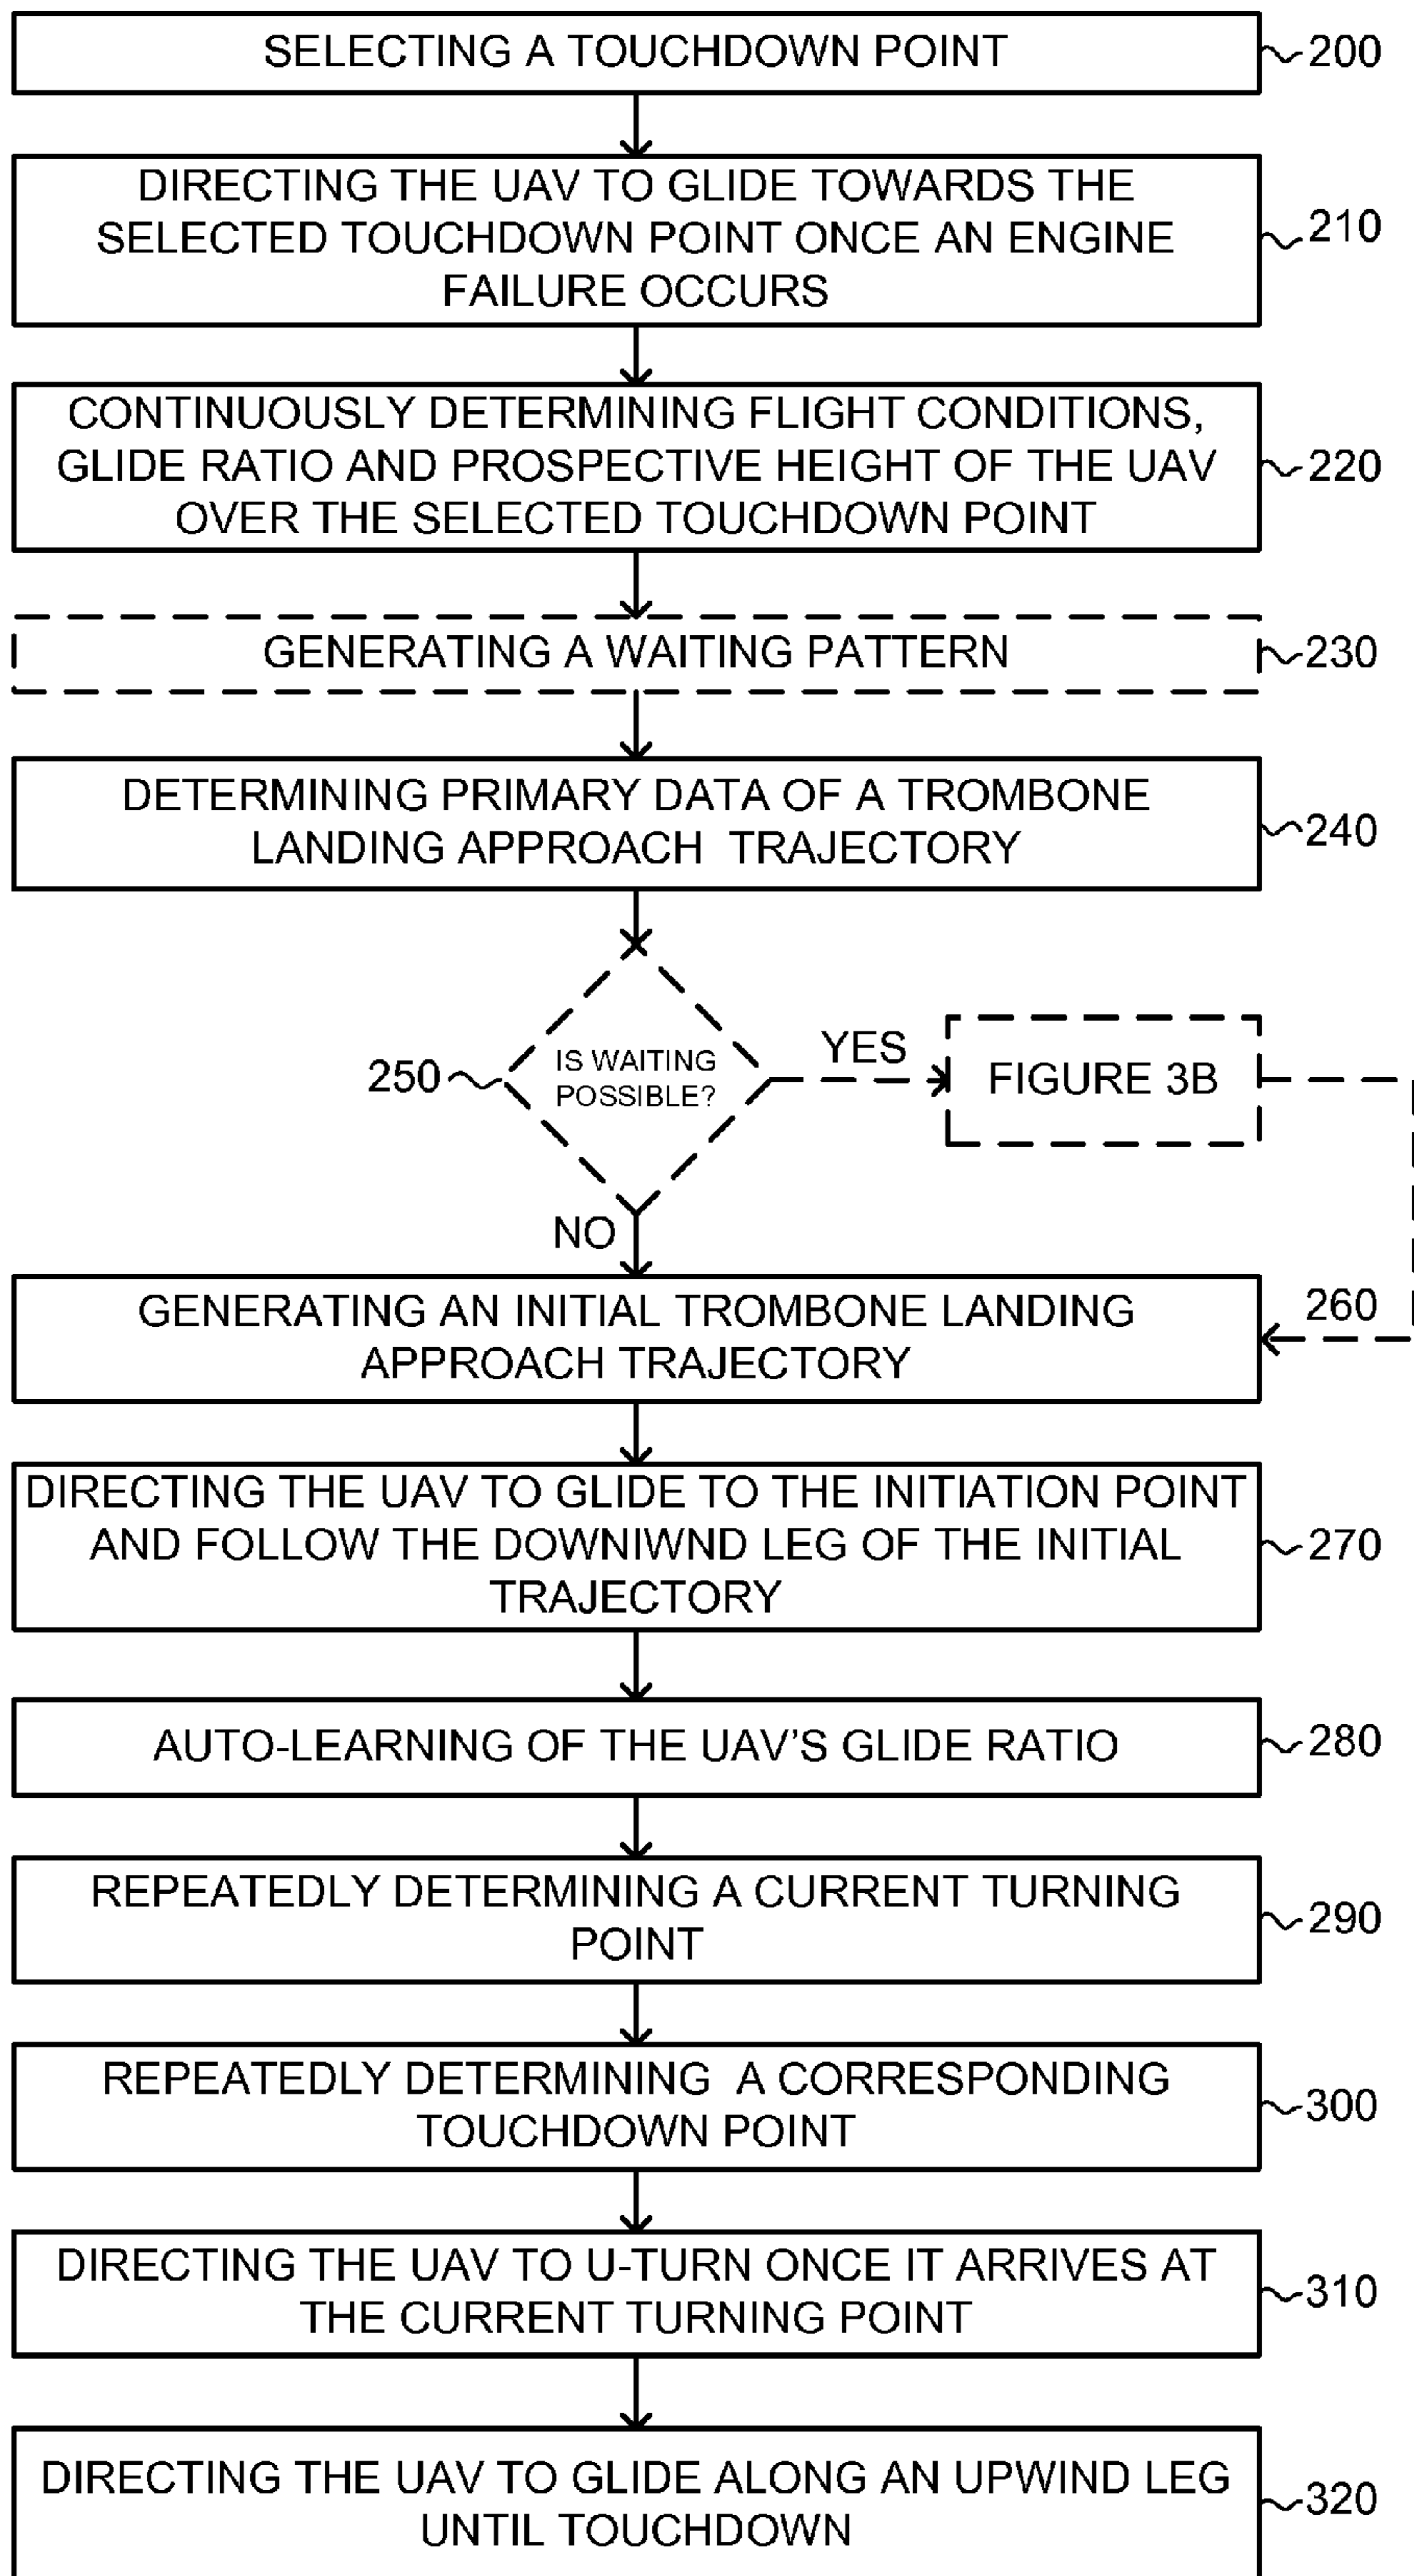 SELECTING A TOUCHDOWN POINT
200
DIRECTING THE UAV TO GLIDE TOWARDS THE
SELECTED TOUCHDOWN POINT ONCE AN ENGINE
FAILURE OCCURS
210
CONTINUOUSLY DETERMINING FLIGHT CONDITIONS,
GLIDE RATIO AND PROSPECTIVE HEIGHT OF THE UAV
OVER THE SELECTED TOUCHDOWN POINT
220
GENERATING A WAITING PATTERN
230
DETERMINING PRIMARY DATA OF A TROMBONE
LANDING APPROACH TRAJECTORY
240
250
IS WAITING
POSSIBLE?
YES
FIGURE 3B
NO
GENERATING AN INITIAL TROMBONE LANDING
APPROACH TRAJECTORY
260
DIRECTING THE UAV TO GLIDE TO THE INITIATION POINT
AND FOLLOW THE DOWNIWND LEG OF THE INITIAL
TRAJECTORY
270
AUTO-LEARNING OF THE UAV'S GLIDE RATIO
280
REPEATEDLY DETERMINING A CURRENT TURNING
POINT
290
REPEATEDLY DETERMINING A CORRESPONDING
TOUCHDOWN POINT
300
DIRECTING THE UAV TO U-TURN ONCE IT ARRIVES AT
THE CURRENT TURNING POINT
310
DIRECTING THE UAV TO GLIDE ALONG AN UPWIND LEG
UNTIL TOUCHDOWN
320